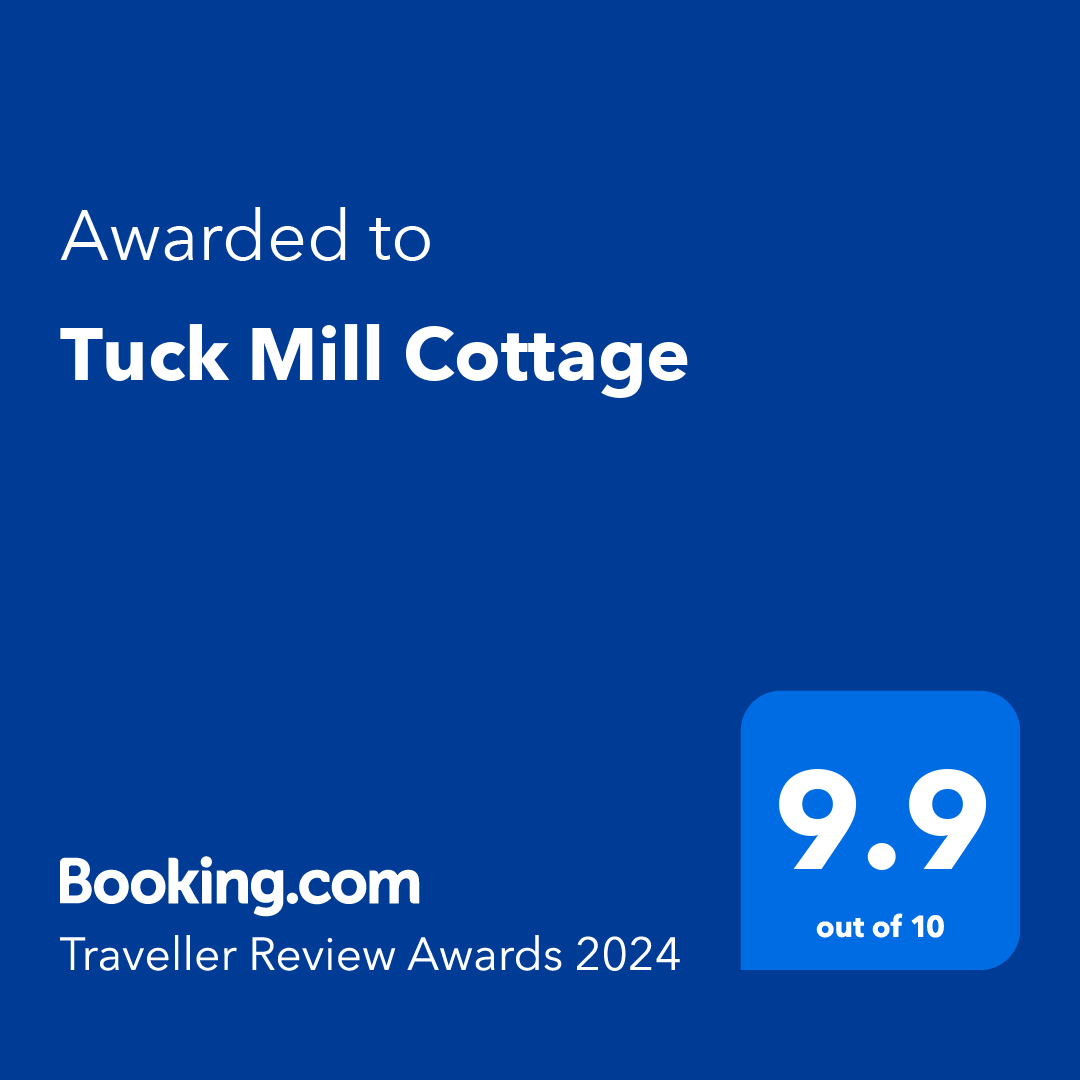 Awarded to
Tuck Mill Cottage
9.9
out of 10
Booking.com
Traveller Review Awards 2024